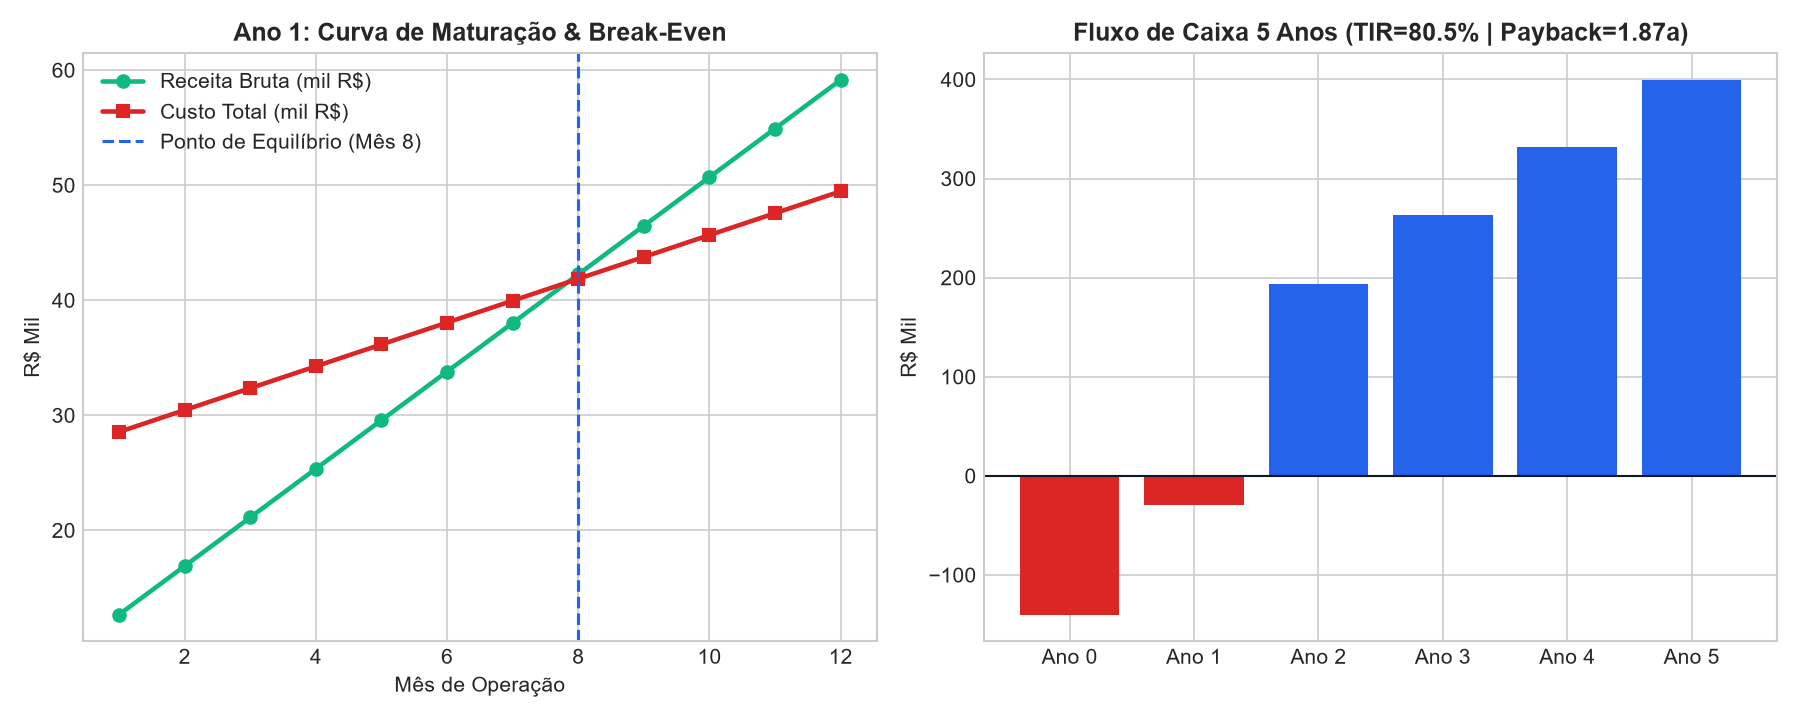 Ano 1: Curva de Maturação & Break-Even
Receita Bruta (mil R$)
Custo Total (mil R$)
Ponto de Equilíbrio (Mês 8)
R$ Mil
60
50
40
30
20
2 4 6 8 10 12
Mês de Operação
Fluxo de Caixa 5 Anos (TIR=80.5% | Payback=1.87a)
R$ Mil
400
300
200
100
0
−100
Ano 0 Ano 1 Ano 2 Ano 3 Ano 4 Ano 5